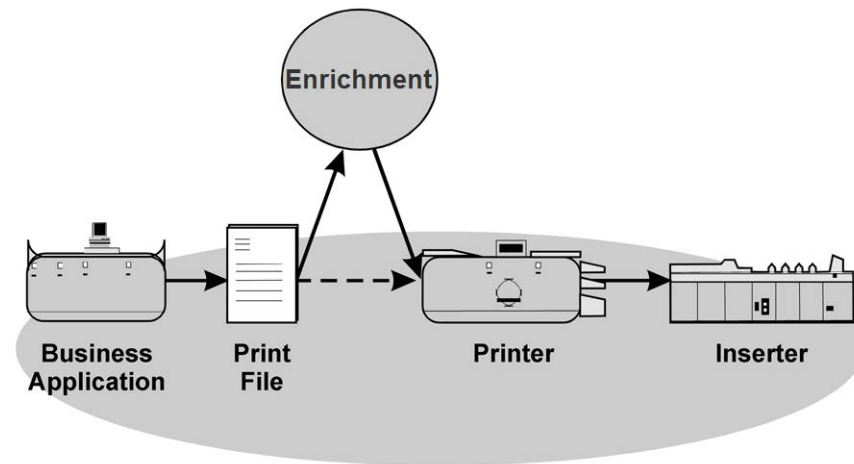 Enrichment
Business
Application
Print
File
Printer
Inserter